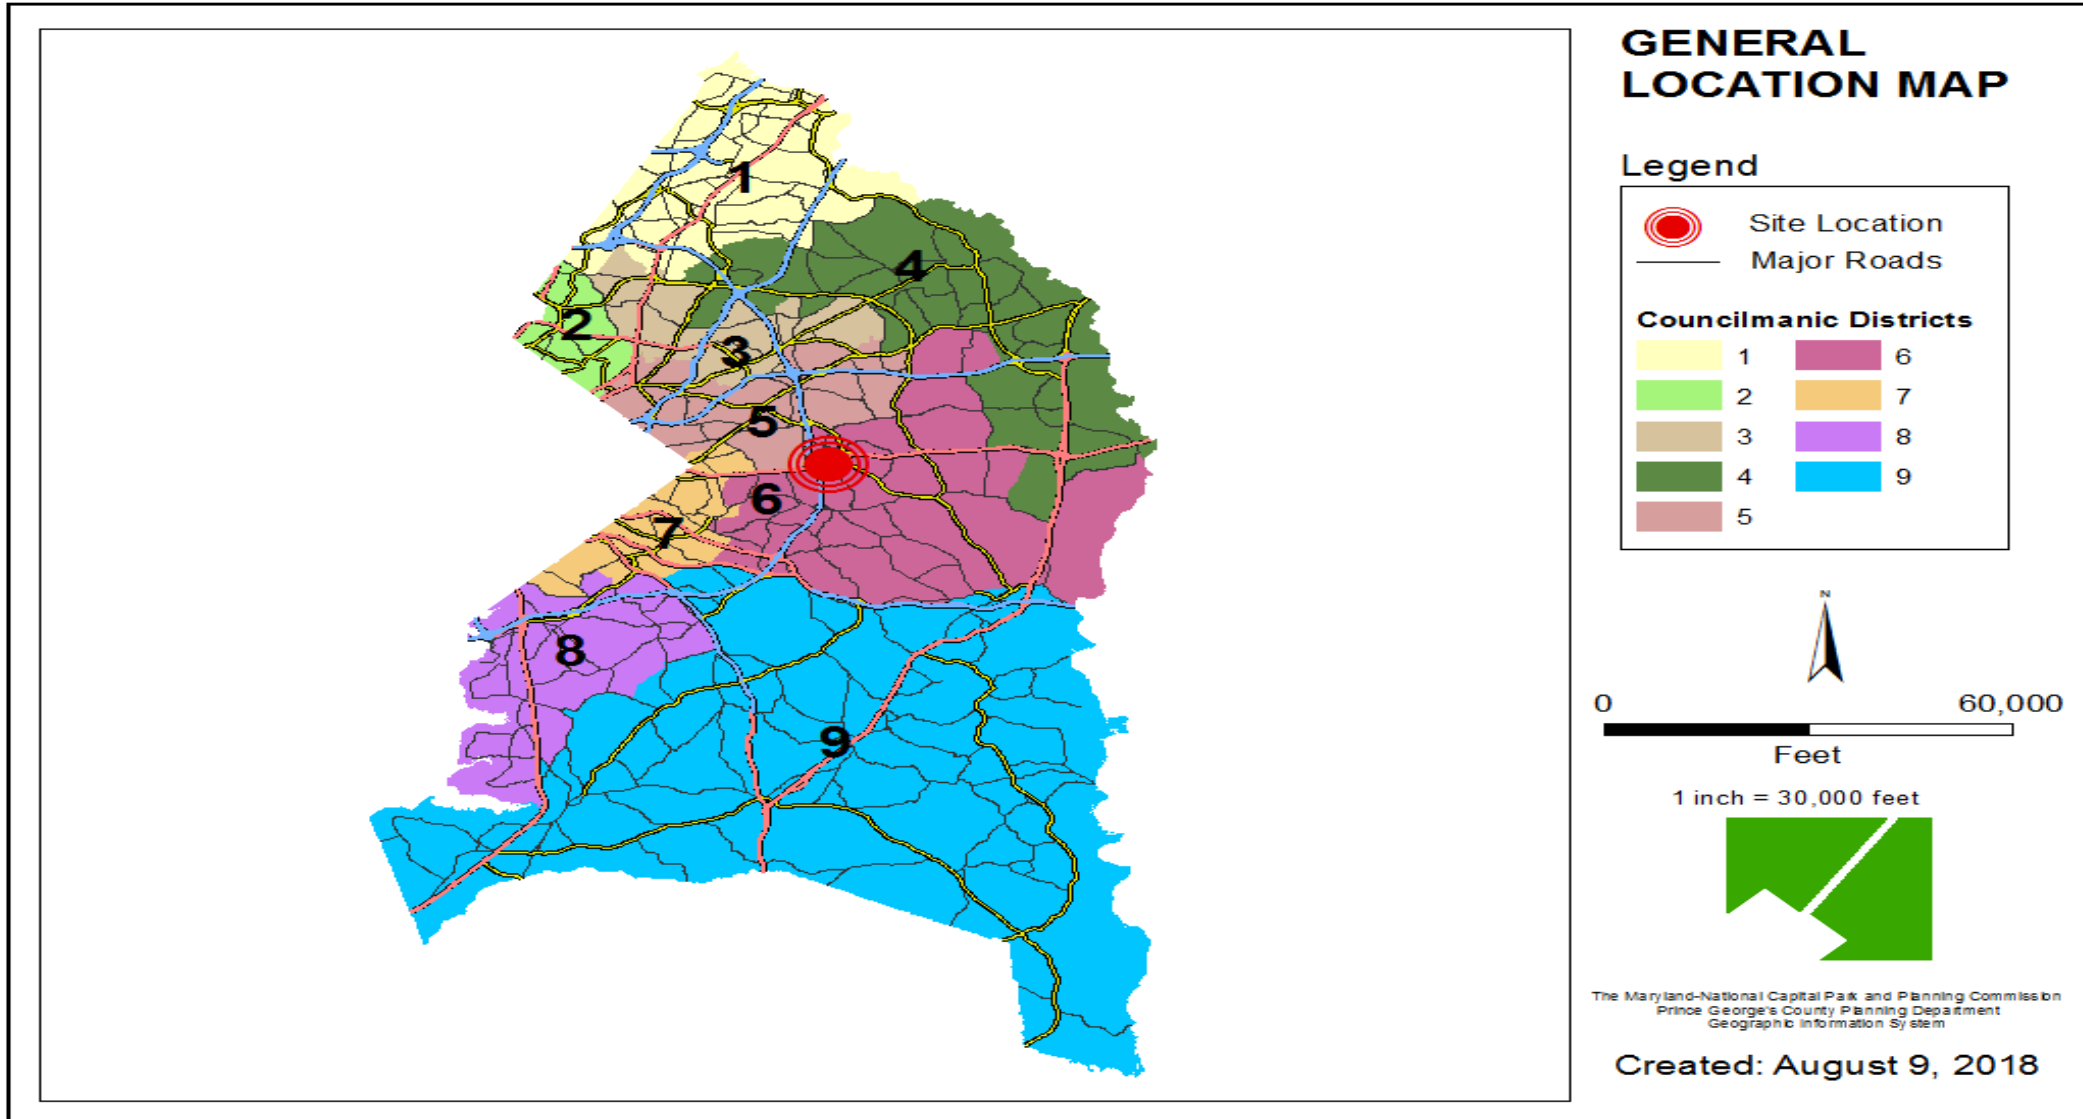 GENERAL
LOCATION MAP
Legend
Site Location
Major Roads
Councilmanic Districts
1 6
2 7
3 8
4 9
5
1
4
2
3
5
6
7
8
9
N
0 60,000
Feet
1 inch = 30,000 feet
The Maryland-National Capital Park and Planning Commission
Prince George's County Planning Department
Geographic Information System
Created: August 9, 2018